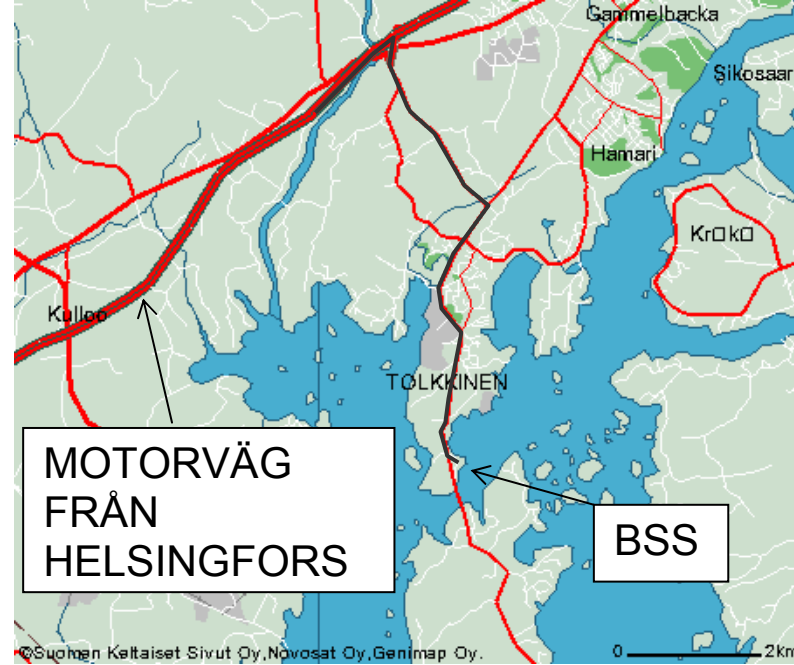 Gammelbacka
Sikosaar
Hamari
Kr□k□
Kulloo
TOLKKINEN
MOTORVÄG
FRÅN
HELSINGFORS
BSS
©Suomen Keltaiset Sivut Oy,Novosat Oy,Genimap Oy.
0 2km